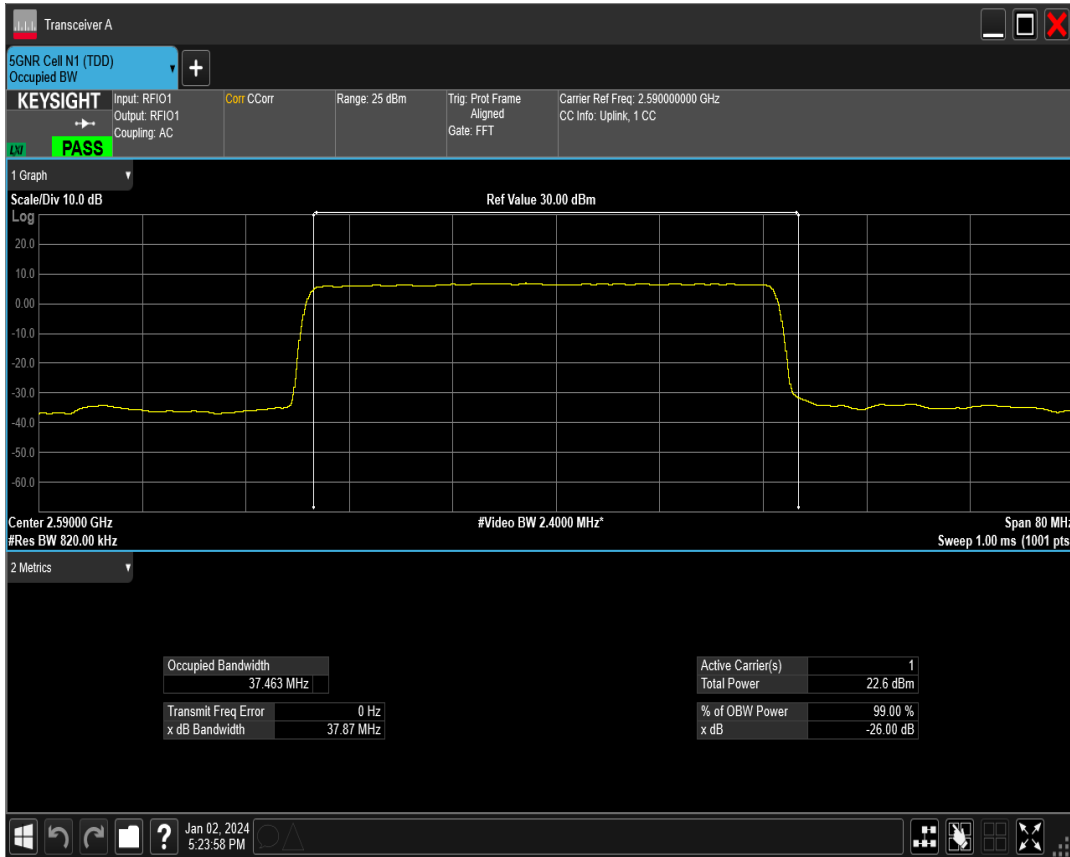 Transceiver A
5GNR Cell N1 (TDD)
Occupied BW
+
KEYSIGHT
LXI
PASS
Input: RFIO1
Output: RFIO1
Coupling: AC
Corr CCorr
Range: 25 dBm
Trig: Prot Frame
Aligned
Gate: FFT
Carrier Ref Freq: 2.590000000 GHz
CC Info: Uplink, 1 CC
1 Graph
Scale/Div 10.0 dB
Ref Value 30.00 dBm
Log
20.0
10.0
0.00
-10.0
-20.0
-30.0
-40.0
-50.0
-60.0
Center 2.59000 GHz
#Video BW 2.4000 MHz*
Span 80 MHz
#Res BW 820.00 kHz
Sweep 1.00 ms (1001 pts
2 Metrics
Occupied Bandwidth
37.463 MHz
Transmit Freq Error 0 Hz
x dB Bandwidth 37.87 MHz
Active Carrier(s) 1
Total Power 22.6 dBm
% of OBW Power 99.00 %
x dB -26.00 dB
?
Jan 02, 2024
5:23:58 PM